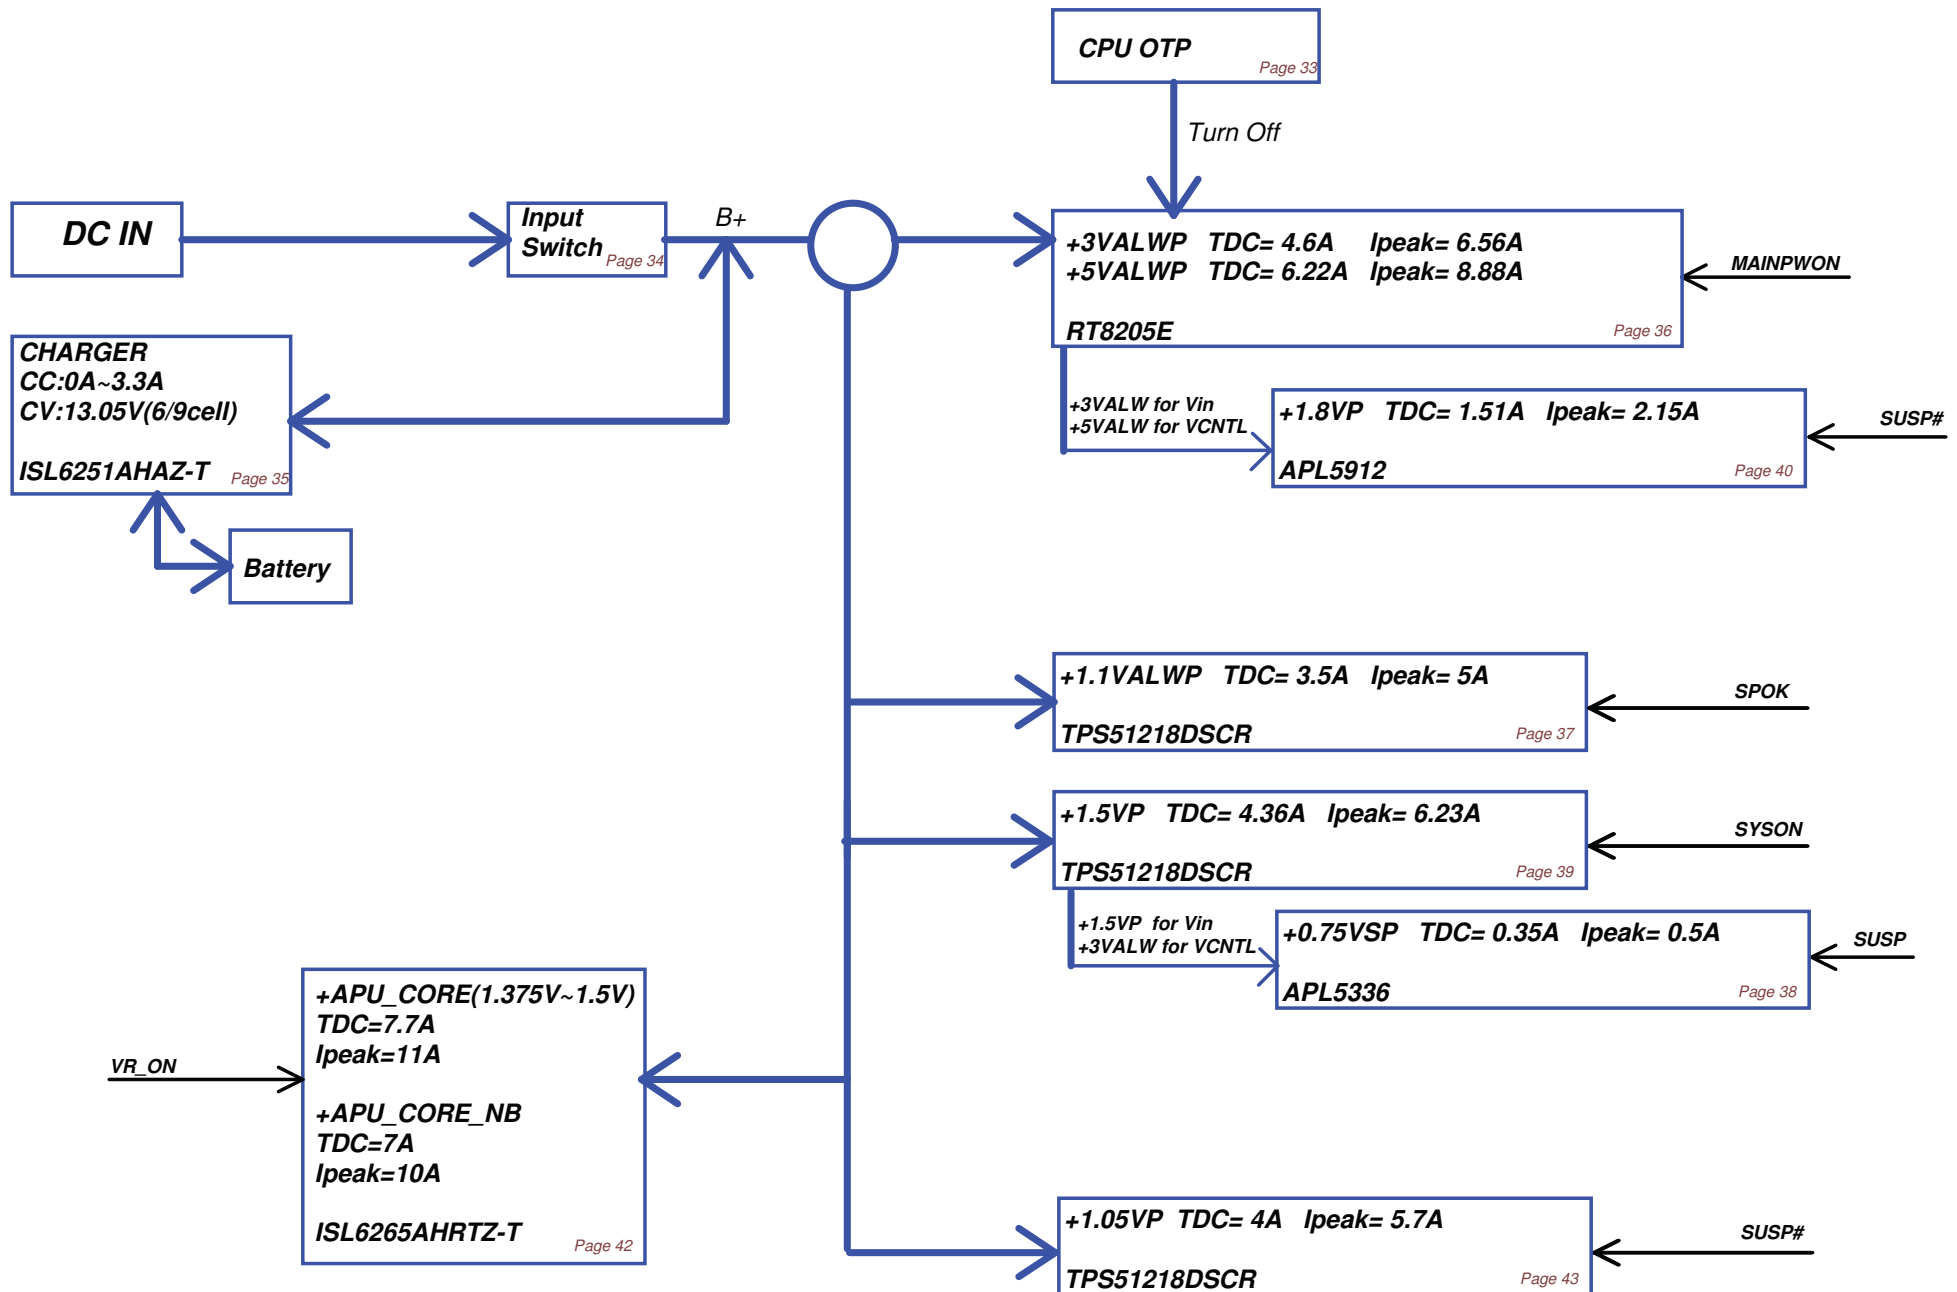 CPU OTP
Page 33
Turn Off
DC IN
Input
Switch
Page 34
B+
+3VALWP TDC= 4.6A Ipeak= 6.56A
+5VALWP TDC= 6.22A Ipeak= 8.88A
RT8205E
Page 36
MAINPWON
CHARGER
CC:0A~3.3A
CV:13.05V(6/9cell)
ISL6251AHAZ-T
Page 35
Battery
+3VALW for Vin
+5VALW for VCNTL
+1.8VP TDC= 1.51A Ipeak= 2.15A
APL5912
Page 40
SUSP#
+1.1VALWP TDC= 3.5A Ipeak= 5A
TPS51218DSCR
Page 37
SPOK
+1.5VP TDC= 4.36A Ipeak= 6.23A
TPS51218DSCR
Page 39
SYSON
+1.5VP for Vin
+3VALW for VCNTL
+0.75VSP TDC= 0.35A Ipeak= 0.5A
APL5336
Page 38
SUSP
VR_ON
+APU_CORE(1.375V~1.5V)
TDC=7.7A
Ipeak=11A
+APU_CORE_NB
TDC=7A
Ipeak=10A
ISL6265AHRTZ-T
Page 42
+1.05VP TDC= 4A Ipeak= 5.7A
TPS51218DSCR
Page 43
SUSP#